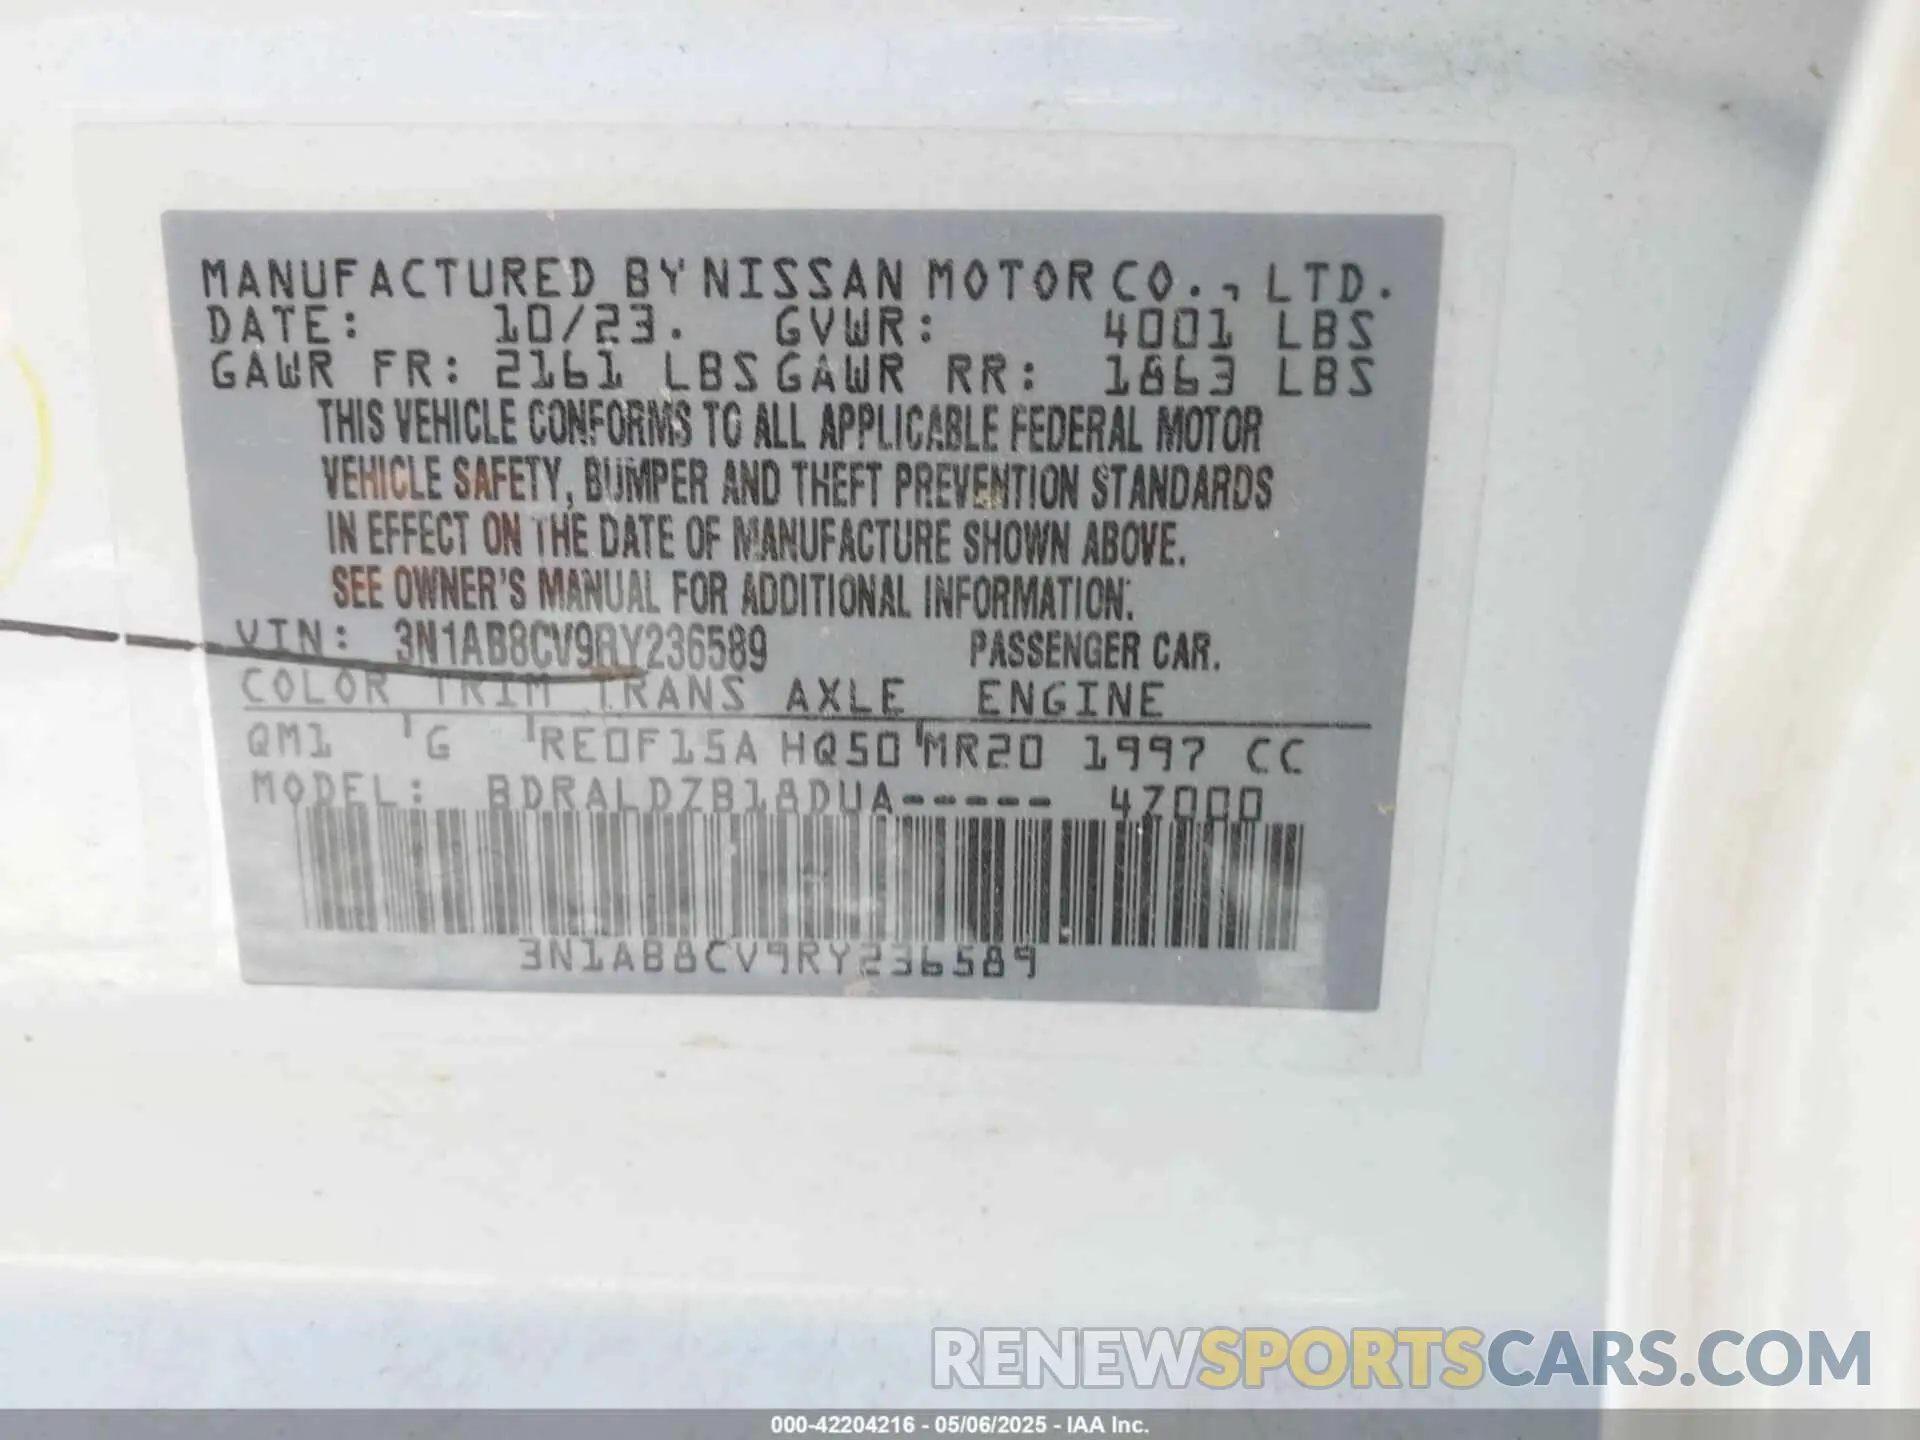 MANUFACTURED BY NISSAN MOTOR CO., LTD.
DATE: 10/23. GVWR: 4001 LBS
GAWR FR: 2161 LBS GAWR RR: 1863 LBS
THIS VEHICLE CONFORMS TO ALL APPLICABLE FEDERAL MOTOR
VEHICLE SAFETY, BUMPER AND THEFT PREVENTION STANDARDS
IN EFFECT ON THE DATE OF MANUFACTURE SHOWN ABOVE.
SEE OWNER'S MANUAL FOR ADDITIONAL INFORMATION.
VIN: 3N1AB8CV9RY236589 PASSENGER CAR.
COLOR TRIM TRANS AXLE ENGINE
QM1 G RE0F15A HQ50 MR20 1997 CC
MODEL: BDRALDZB18DUA----- 4Z000
3N1AB8CV9RY236589
RENEWSPORTSCARS.COM
000-42204216 - 05/06/2025 - IAA Inc.